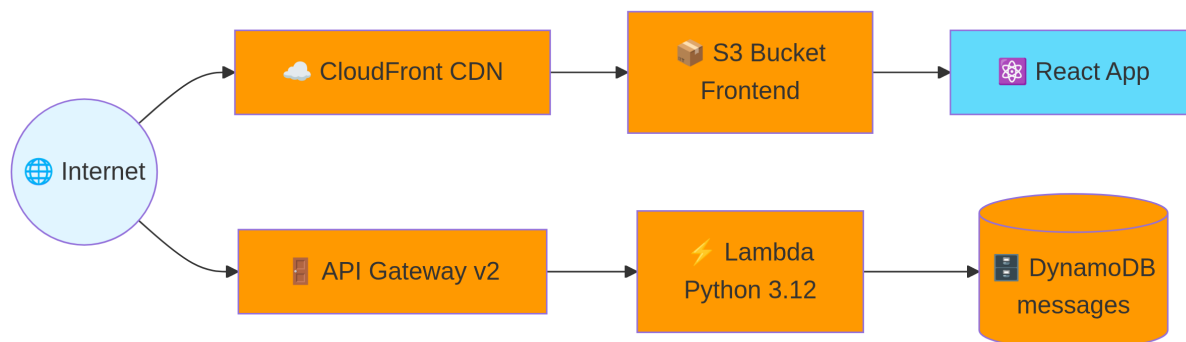 🌐 Internet
☁️ CloudFront CDN
📦 S3 Bucket
Frontend
⚛️ React App
🚪 API Gateway v2
⚡ Lambda
Python 3.12
🗄️ DynamoDB
messages